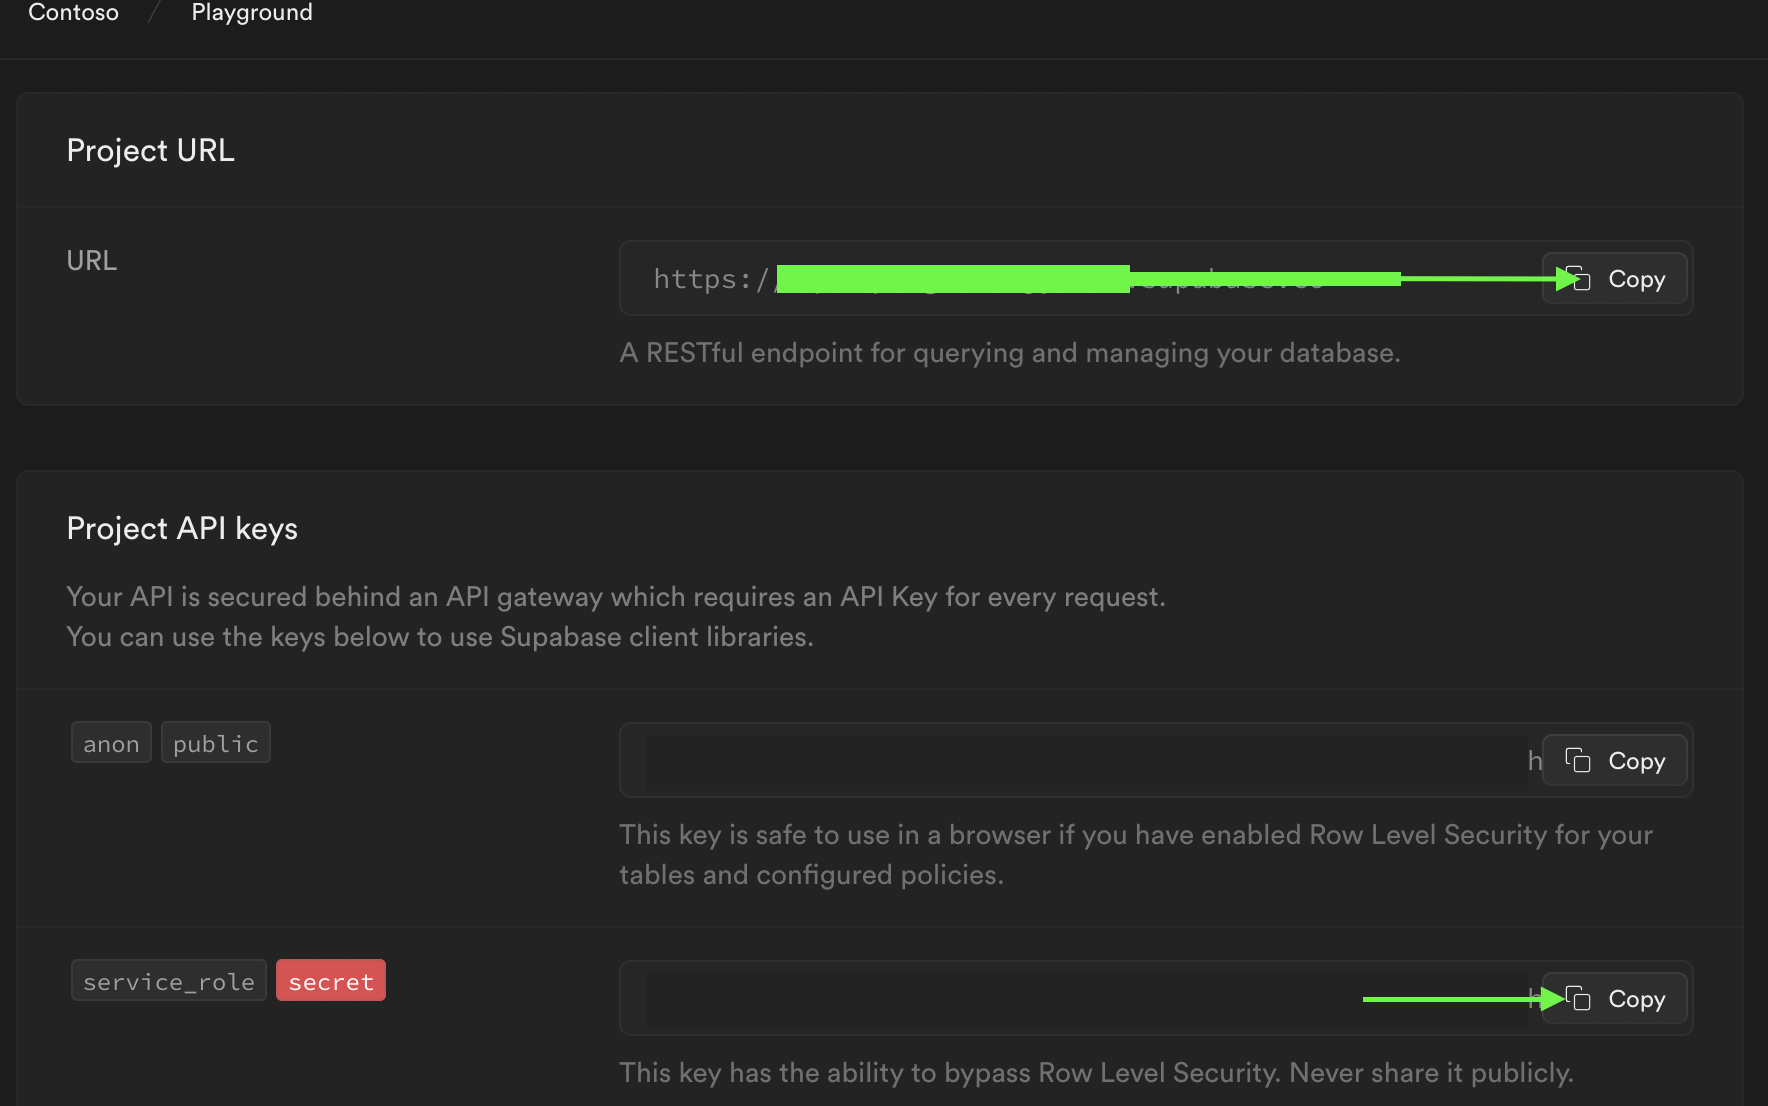 Contoso / Playground
Project URL
URL
https://
Copy
A RESTful endpoint for querying and managing your database.
Project API keys
Your API is secured behind an API gateway which requires an API Key for every request.
You can use the keys below to use Supabase client libraries.
anon public
h Copy
This key is safe to use in a browser if you have enabled Row Level Security for your
tables and configured policies.
service_role secret
h Copy
This key has the ability to bypass Row Level Security. Never share it publicly.